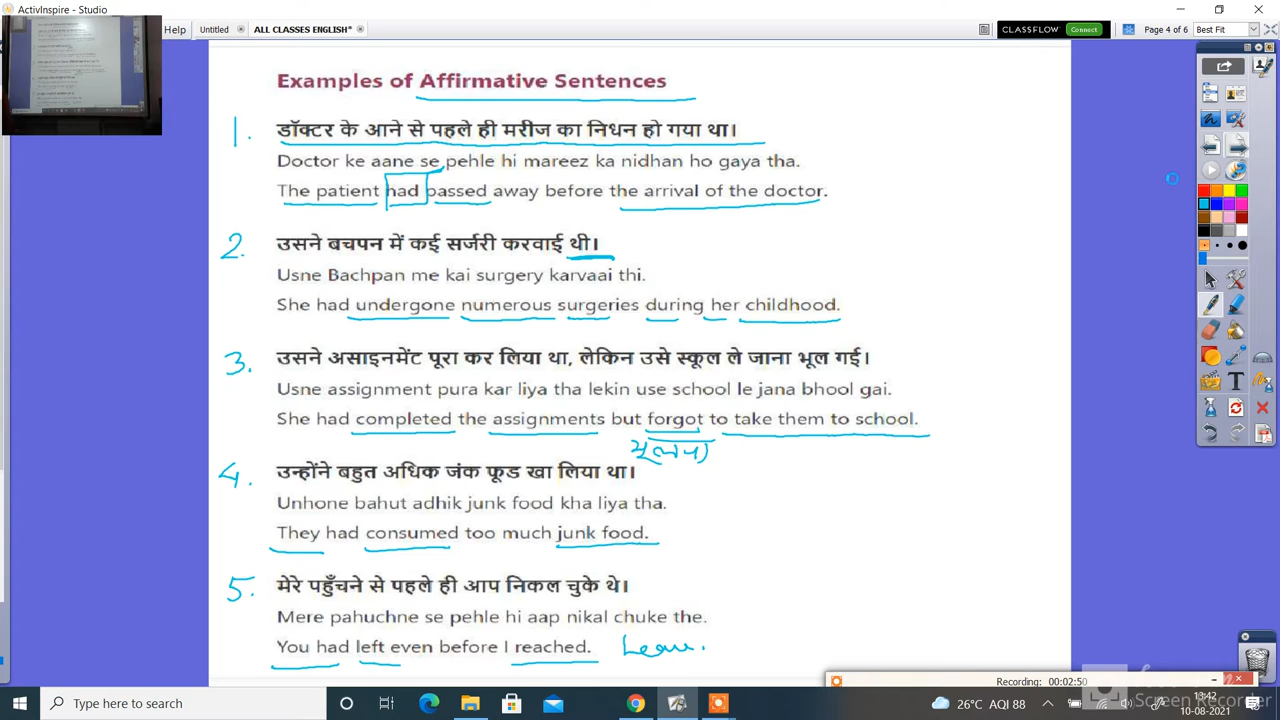 ActivInspire - Studio
Help
Untitled
ALL CLASSES ENGLISH*
CLASSFLOW
Connect
Page 4 of 6
Best Fit
Examples of Affirmative Sentences
1. डॉक्टर के आने से पहले ही मरीज का निधन हो गया था।
Doctor ke aane se pehle hi mareez ka nidhan ho gaya tha.
The patient had passed away before the arrival of the doctor.
2. उसने बचपन में कई सर्जरी करवाई थी।
Usne Bachpan me kai surgery karvaai thi.
She had undergone numerous surgeries during her childhood.
3. उसने असाइनमेंट पूरा कर लिया था, लेकिन उसे स्कूल ले जाना भूल गई।
Usne assignment pura kar liya tha lekin use school le jana bhool gai.
She had completed the assignments but forgot to take them to school.
4. उन्होंने बहुत अधिक जंक फूड खा लिया था।
Unhone bahut adhik junk food kha liya tha.
They had consumed too much junk food.
5. मेरे पहुँचने से पहले ही आप निकल चुके थे।
Mere pahuchne se pehle hi aap nikal chuke the.
You had left even before I reached. Leave.
Recording: 00:02:50
Screen Recorder
Type here to search
26°C AQI 88
13:42
10-08-2021